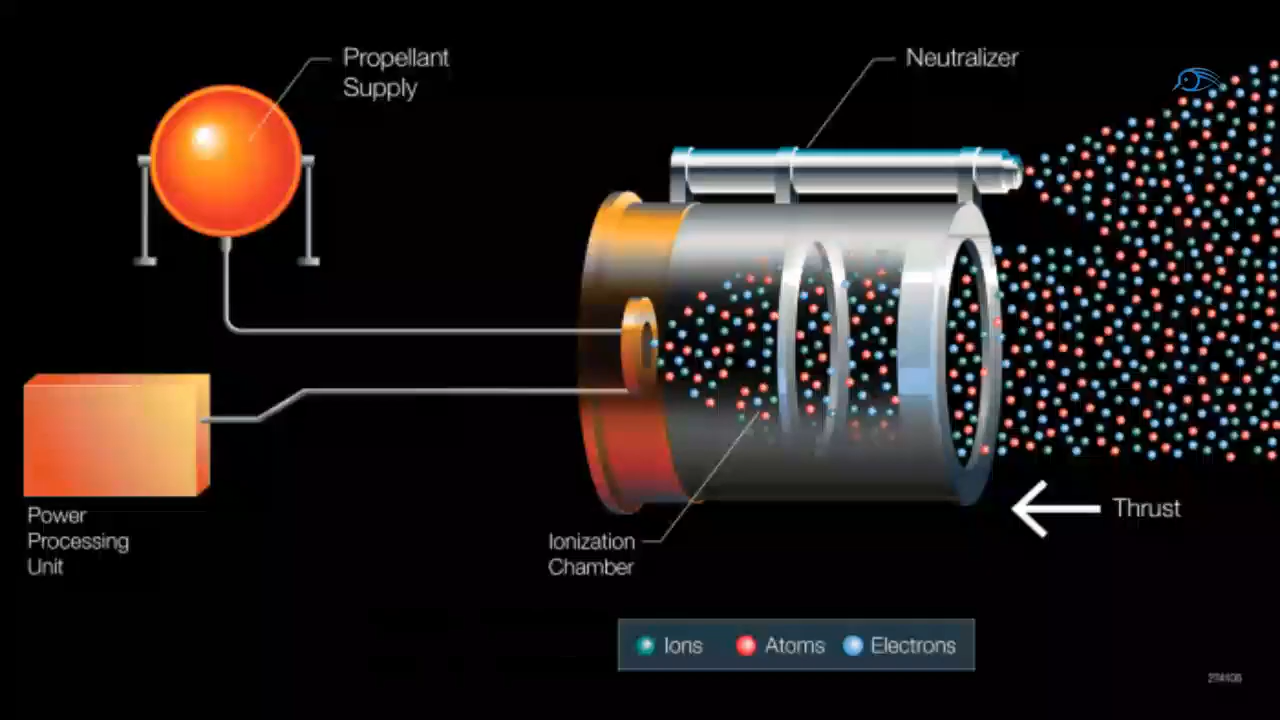 Propellant
Supply
Neutralizer
Power
Processing
Unit
Ionization
Chamber
Thrust
Ions
Atoms
Electrons